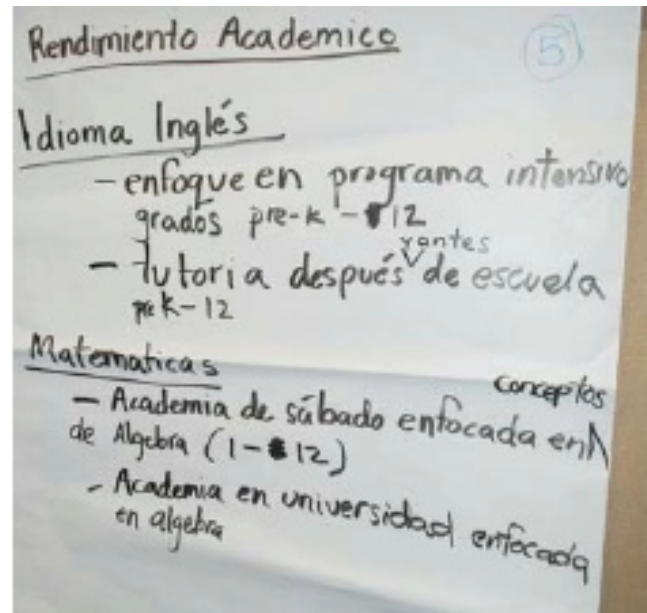 Rendimiento Academico
5
Idioma Inglés
- enfoque en programa intensivo
grados pre-k - 12
- Tutoria después y antes de escuela
pre K - 12
Matematicas
- Academia de sábado enfocada en conceptos
de Algebra (1 - 12)
- Academia en universidad enfocada
en algebra